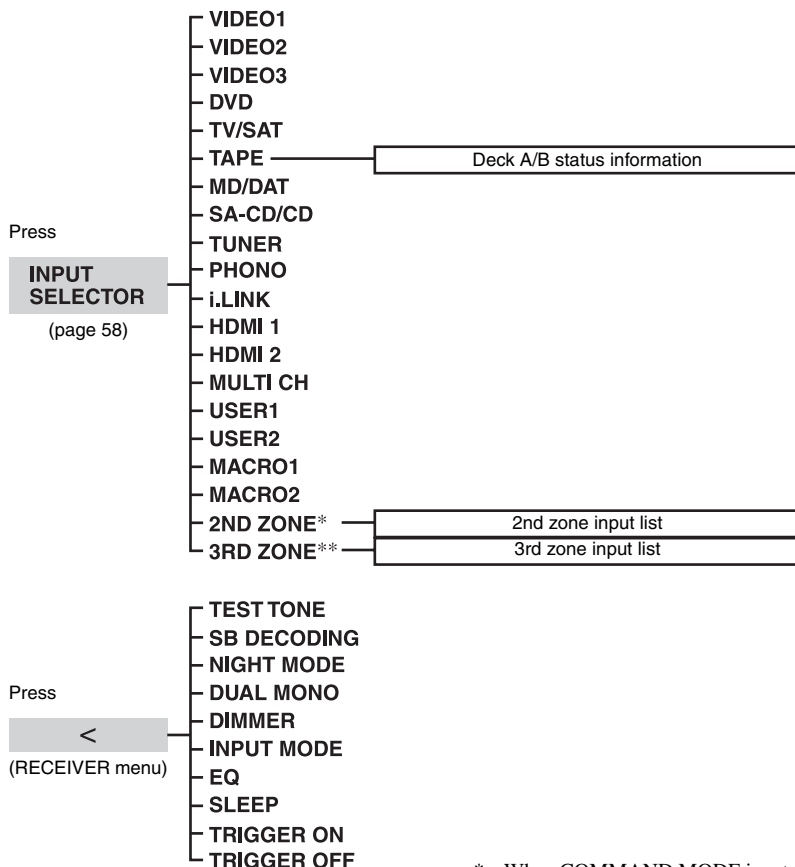 VIDEO1
VIDEO2
VIDEO3
DVD
TV/SAT
TAPE Deck A/B status information
MD/DAT
SA-CD/CD
Press
TUNER
PHONO
INPUT SELECTOR
i.LINK
(page 58)
HDMI 1
HDMI 2
MULTI CH
USER1
USER2
MACRO1
MACRO2
2ND ZONE* 2nd zone input list
3RD ZONE** 3rd zone input list
TEST TONE
SB DECODING
NIGHT MODE
Press
DUAL MONO
DIMMER
<
INPUT MODE
(RECEIVER menu)
EQ
SLEEP
TRIGGER ON
TRIGGER OFF